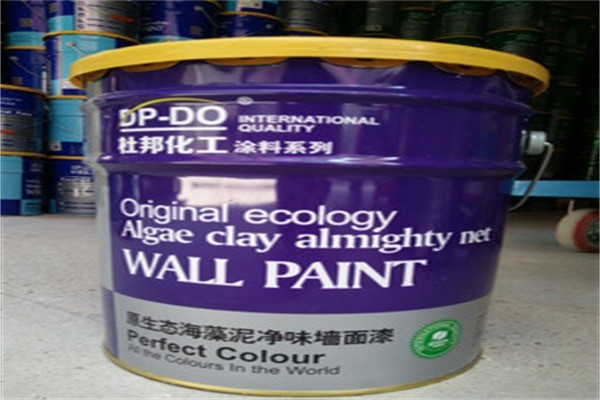 DP-DO® INTERNATIONAL
QUALITY
杜邦化工 涂料系列
Original ecology
Algae clay almighty net
WALL PAINT
原生态海藻泥净味墙面漆
Perfect Colour
All the Colours In the World